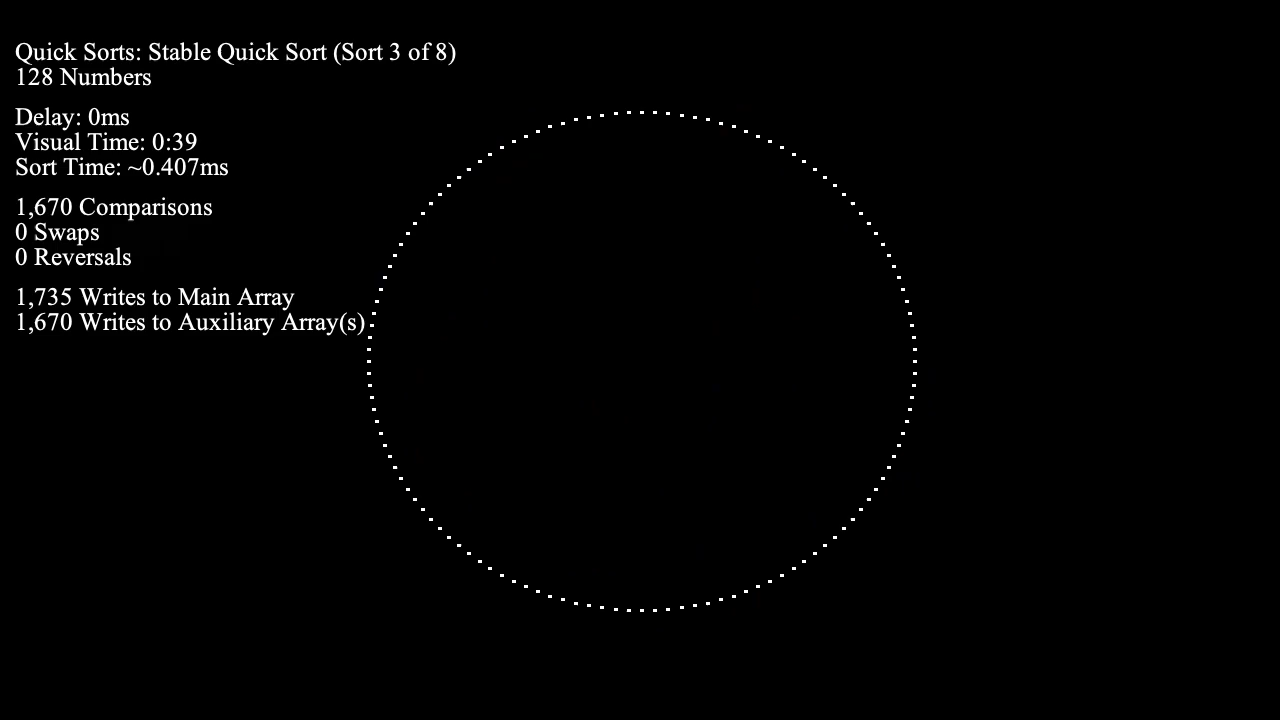 Quick Sorts: Stable Quick Sort (Sort 3 of 8)
128 Numbers
Delay: 0ms
Visual Time: 0:39
Sort Time: ~0.407ms
1,670 Comparisons
0 Swaps
0 Reversals
1,735 Writes to Main Array
1,670 Writes to Auxiliary Array(s)